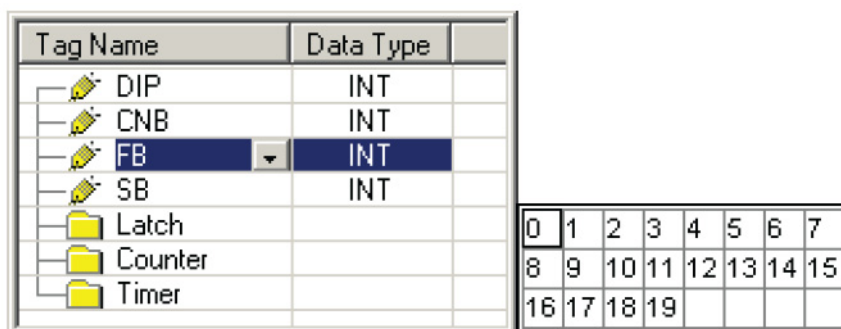 Tag Name Data Type
DIP INT
CNB INT
FB INT
SB INT
Latch
Counter
Timer
0 1 2 3 4 5 6 7
8 9 10 11 12 13 14 15
16 17 18 19